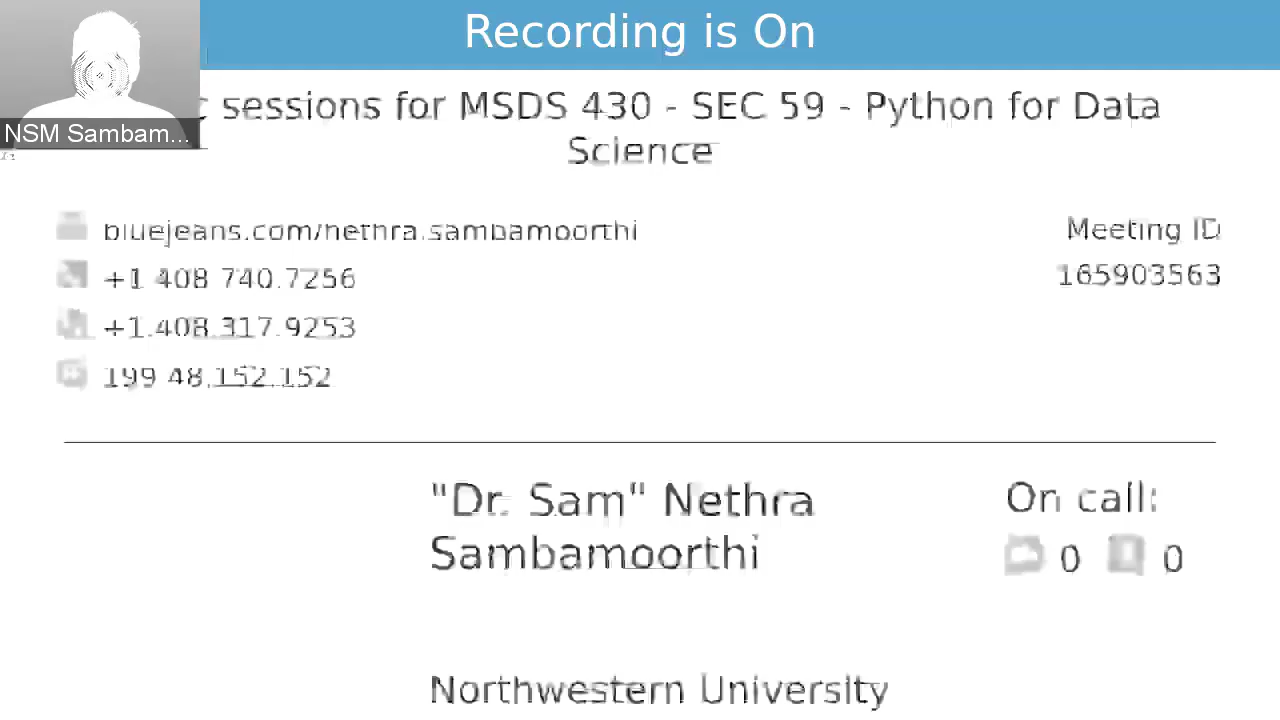 Recording is On
sessions for MSDS 430 - SEC 59 - Python for Data
Science
NSM Sambam...
bluejeans.com/nethra.sambamoorthi
Meeting ID
+1 408 740.7256
165903563
+1.408.317.9253
199 48.152.152
"Dr. Sam" Nethra
Sambamoorthi
On call:
0 0
Northwestern University